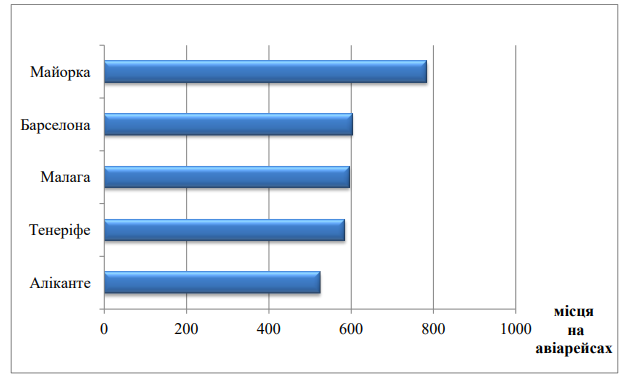 Майорка
Барселона
Малага
Тенеріфе
Аліканте
0 200 400 600 800 1000
місця
на
авіарейсах